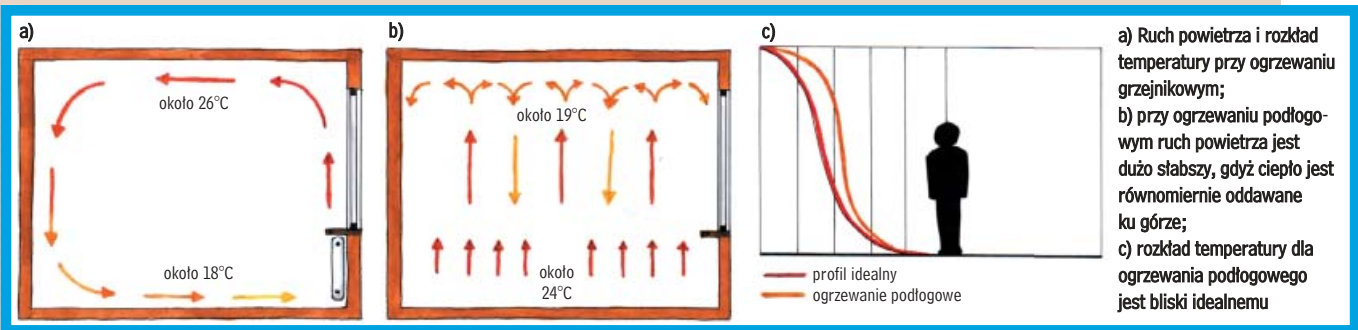 a)
około 26°C
około 18°C
b)
około 19°C
około
24°C
c)
profil idealny
ogrzewanie podłogowe
a) Ruch powietrza i rozkład
temperatury przy ogrzewaniu
grzejnikowym;
b) przy ogrzewaniu podłogo-
wym ruch powietrza jest
dużo słabszy, gdyż ciepło jest
równomiernie oddawane
ku górze;
c) rozkład temperatury dla
ogrzewania podłogowego
jest bliski idealnemu